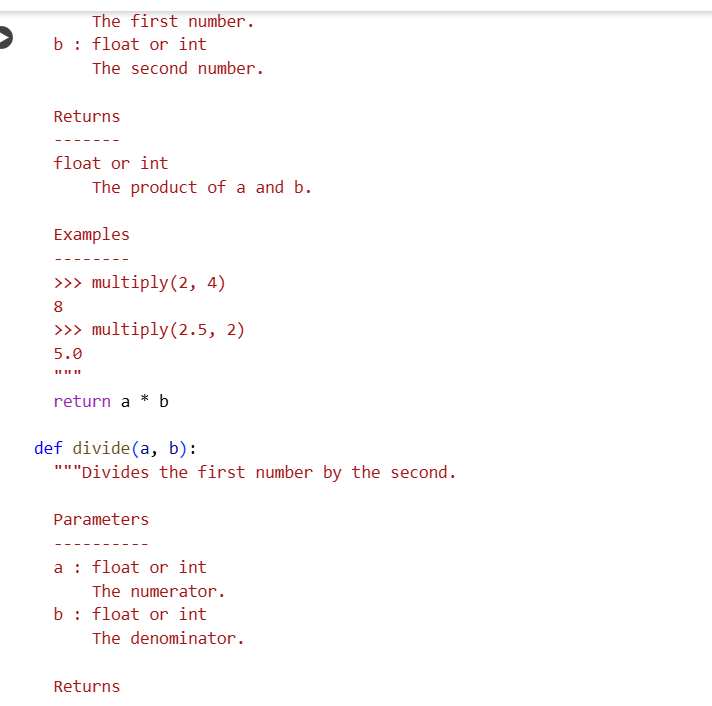 The first number.
b : float or int
The second number.
Returns
-------
float or int
The product of a and b.
Examples
--------
>>> multiply(2, 4)
8
>>> multiply(2.5, 2)
5.0
"""
return a * b
def divide(a, b):
"""Divides the first number by the second.
Parameters
----------
a : float or int
The numerator.
b : float or int
The denominator.
Returns